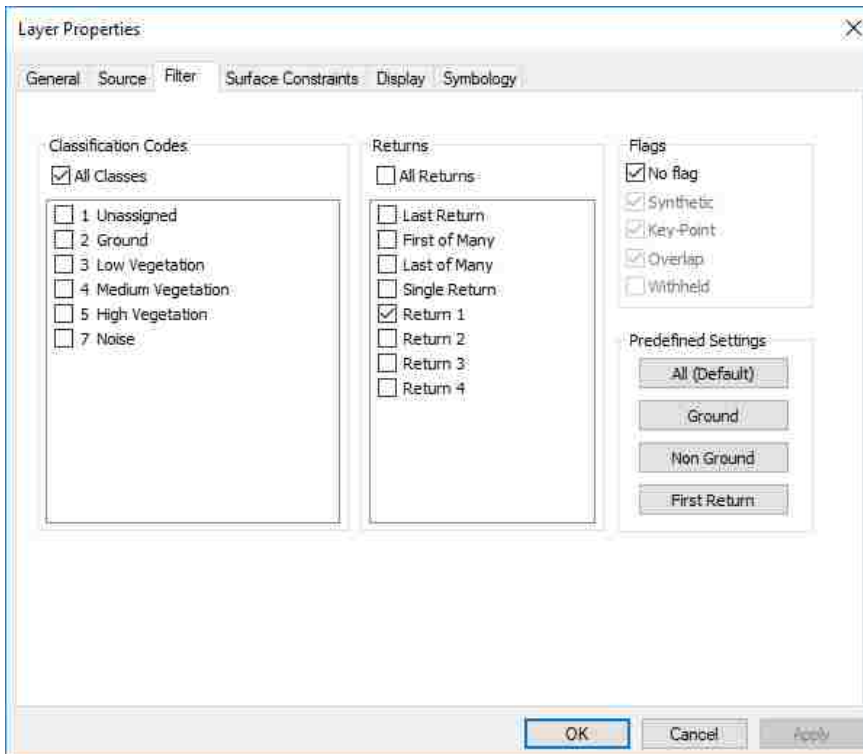 Layer Properties
General Source Filter Surface Constraints Display Symbology
Classification Codes
All Classes
1 Unassigned
2 Ground
3 Low Vegetation
4 Medium Vegetation
5 High Vegetation
7 Noise
Returns
All Returns
Last Return
First of Many
Last of Many
Single Return
Return 1
Return 2
Return 3
Return 4
Flags
No flag
Synthetic
Key-Point
Overlap
Withheld
Predefined Settings
All (Default)
Ground
Non Ground
First Return
OK Cancel Apply